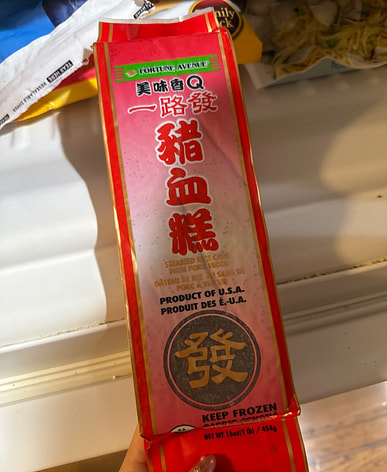 FORTUNE AVENUE
美味香Q
一路發
豬血糕
STEAMED RICE CAKE
WITH PORK BLOOD
PRODUCT OF U.S.A.
PRODUIT DES É.-U.A.
發
KEEP FROZEN
NET WT 16oz(1 lb) / 454g